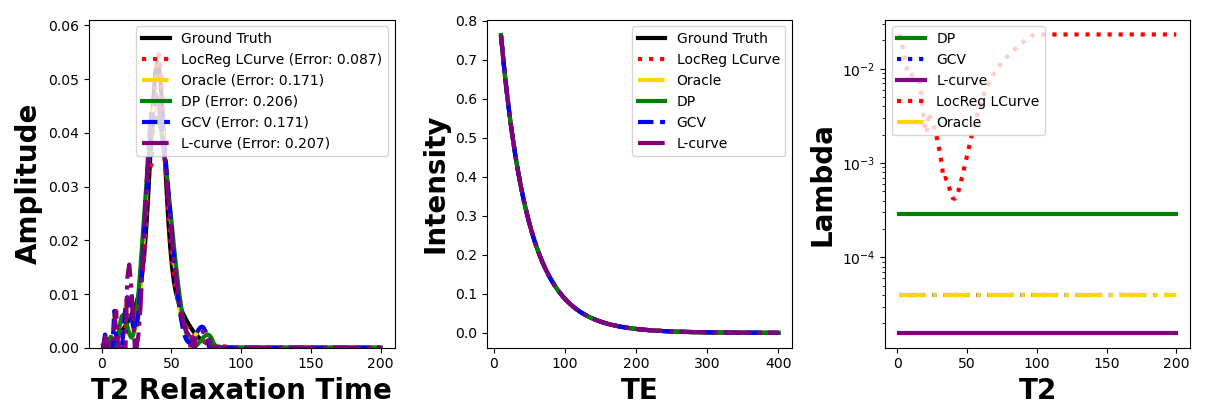 Amplitude
0.06
0.05
0.04
0.03
0.02
0.01
0.00
Ground Truth
LocReg LCurve (Error: 0.087)
Oracle (Error: 0.171)
DP (Error: 0.206)
GCV (Error: 0.171)
L-curve (Error: 0.207)
0 50 100 150 200
T2 Relaxation Time
Intensity
0.8
0.7
0.6
0.5
0.4
0.3
0.2
0.1
0.0
Ground Truth
LocReg LCurve
Oracle
DP
GCV
L-curve
0 100 200 300 400
TE
Lambda
10⁻²
10⁻³
10⁻⁴
DP
GCV
L-curve
LocReg LCurve
Oracle
0 50 100 150 200
T2